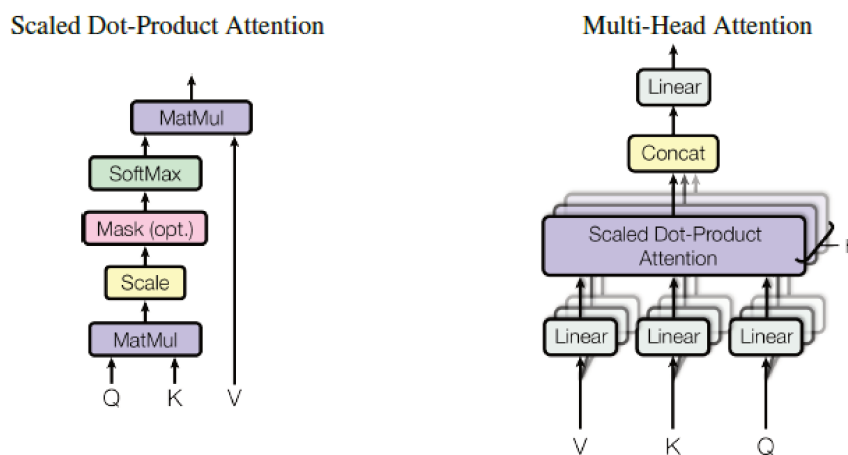 Scaled Dot-Product Attention
MatMul
SoftMax
Mask (opt.)
Scale
MatMul
Q K V
Multi-Head Attention
Linear
Concat
Scaled Dot-Product
Attention
Linear Linear Linear
V K Q